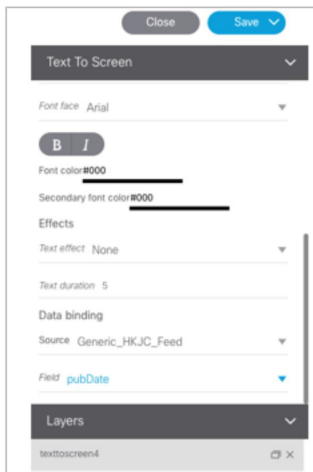 Close Save
Text To Screen
Font face Arial
B I
Font color#000
Secondary font color#000
Effects
Text effect None
Text duration 5
Data binding
Source Generic_HKJC_Feed
Field pubDate
Layers
texttoscreen4